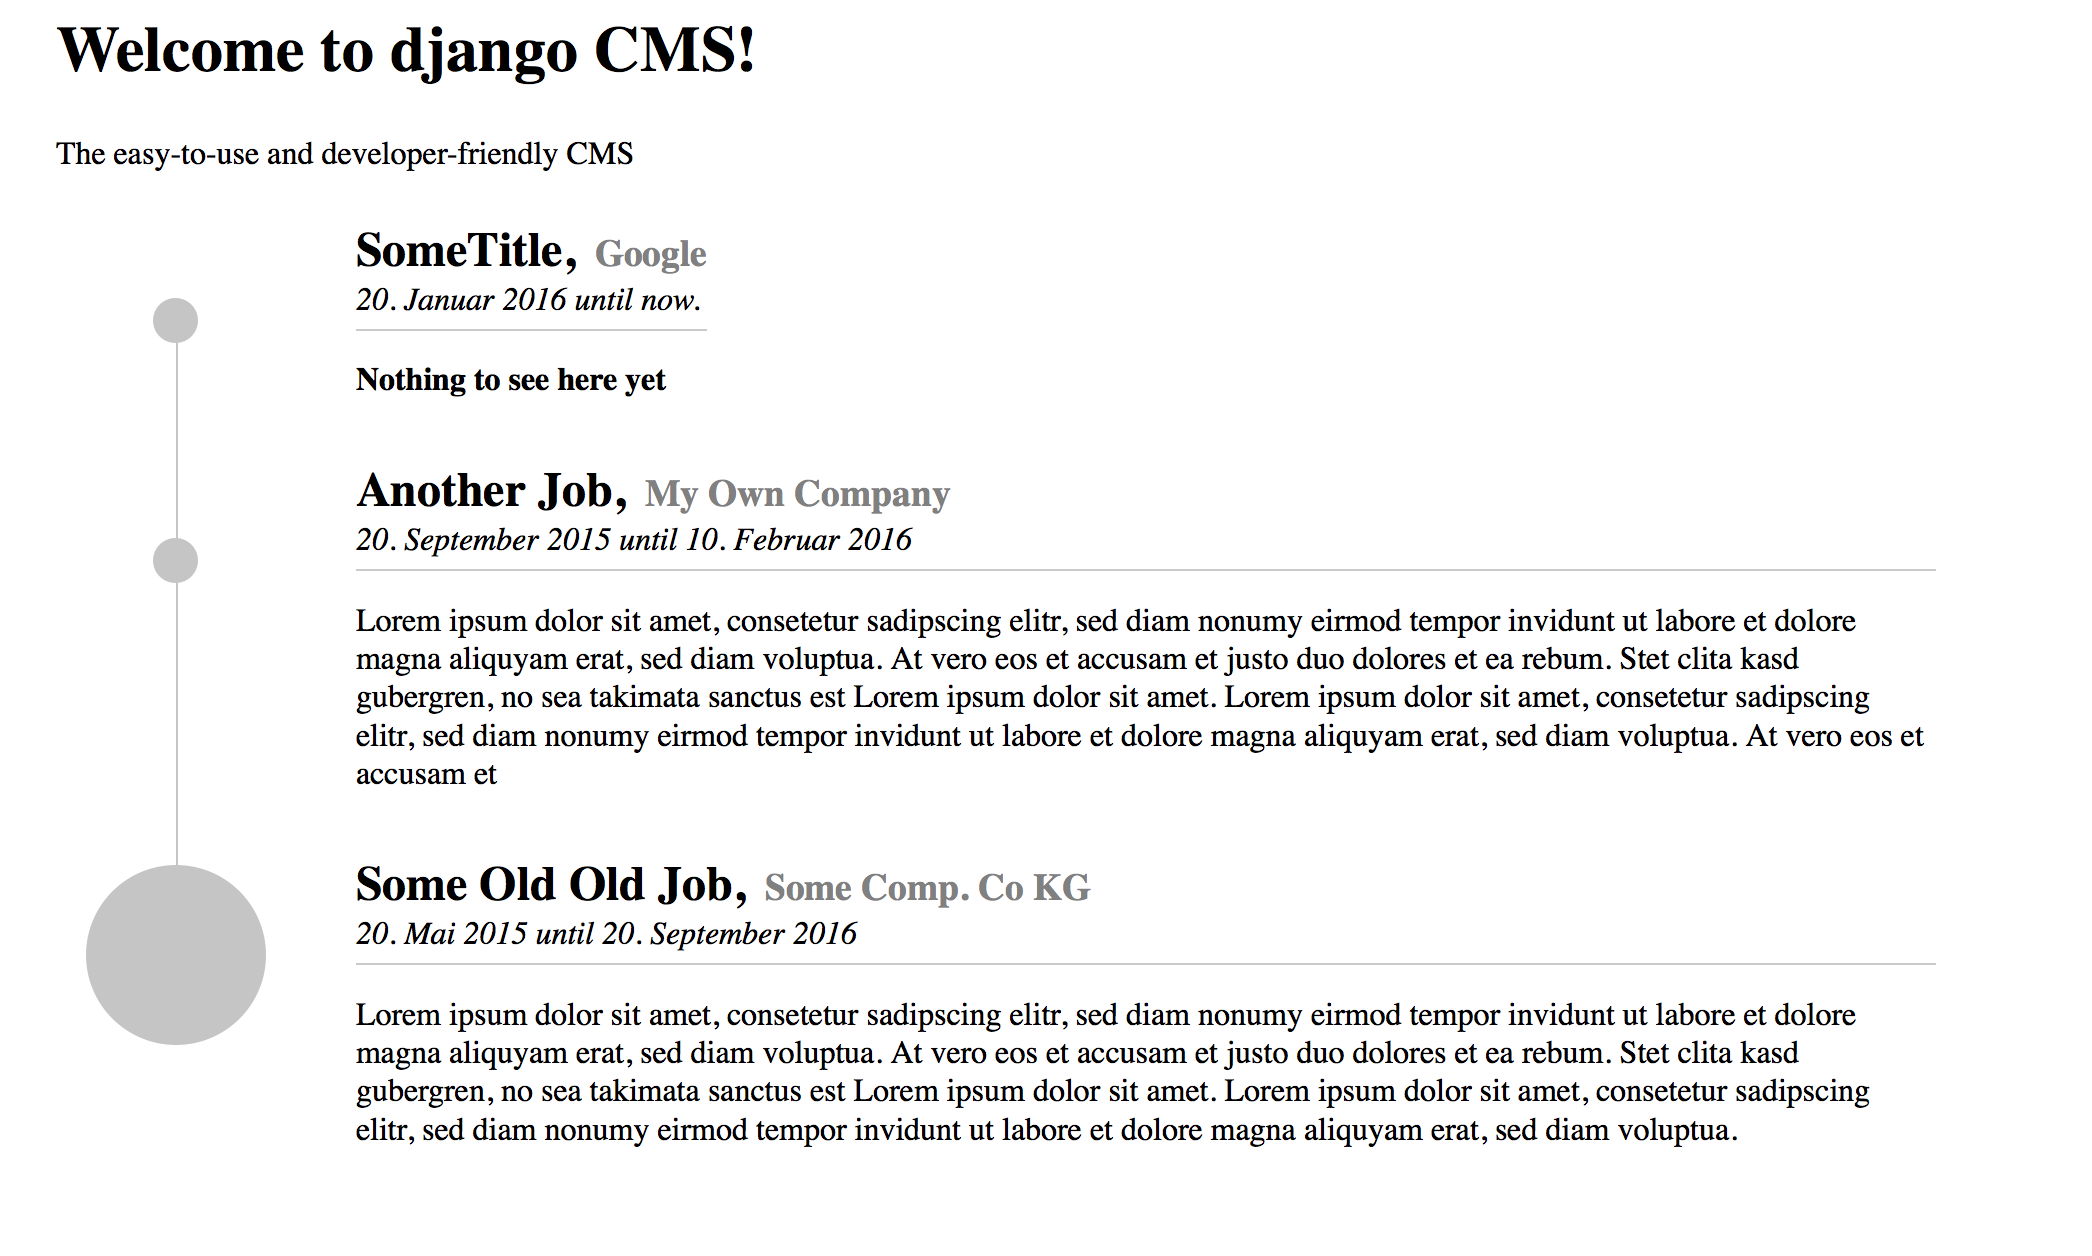 Welcome to django CMS!
The easy-to-use and developer-friendly CMS
SomeTitle, Google
20. Januar 2016 until now.
Nothing to see here yet
Another Job, My Own Company
20. September 2015 until 10. Februar 2016
Lorem ipsum dolor sit amet, consetetur sadipscing elitr, sed diam nonumy eirmod tempor invidunt ut labore et dolore
magna aliquyam erat, sed diam voluptua. At vero eos et accusam et justo duo dolores et ea rebum. Stet clita kasd
gubergren, no sea takimata sanctus est Lorem ipsum dolor sit amet. Lorem ipsum dolor sit amet, consetetur sadipscing
elitr, sed diam nonumy eirmod tempor invidunt ut labore et dolore magna aliquyam erat, sed diam voluptua. At vero eos et
accusam et
Some Old Old Job, Some Comp. Co KG
20. Mai 2015 until 20. September 2016
Lorem ipsum dolor sit amet, consetetur sadipscing elitr, sed diam nonumy eirmod tempor invidunt ut labore et dolore
magna aliquyam erat, sed diam voluptua. At vero eos et accusam et justo duo dolores et ea rebum. Stet clita kasd
gubergren, no sea takimata sanctus est Lorem ipsum dolor sit amet. Lorem ipsum dolor sit amet, consetetur sadipscing
elitr, sed diam nonumy eirmod tempor invidunt ut labore et dolore magna aliquyam erat, sed diam voluptua.